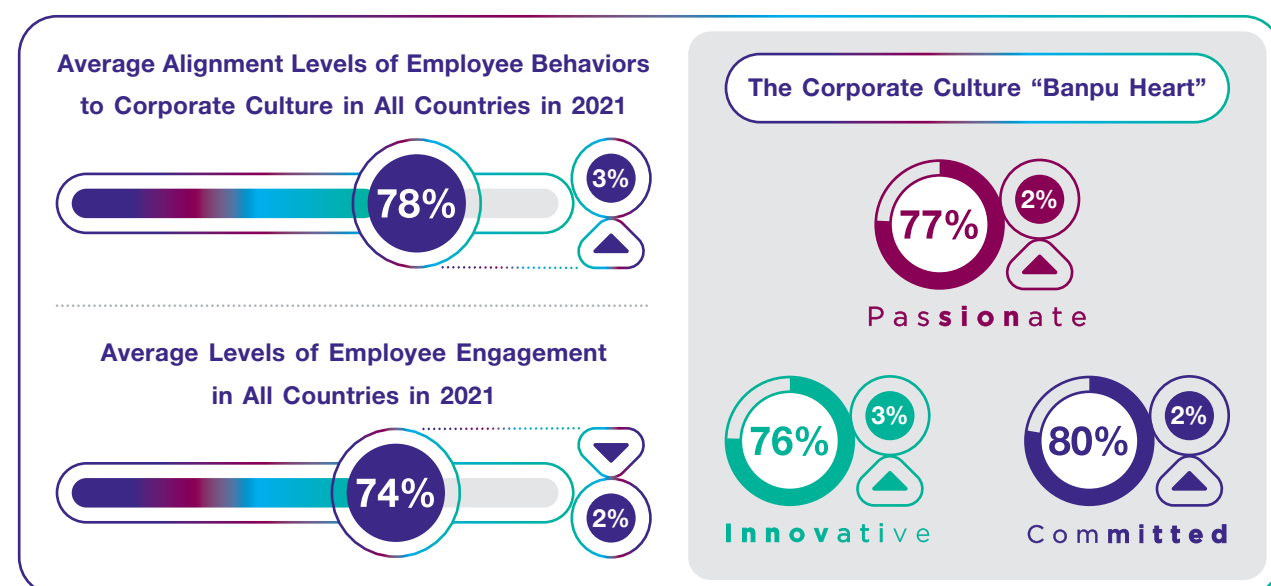 Average Alignment Levels of Employee Behaviors
to Corporate Culture in All Countries in 2021
78%
3%
Average Levels of Employee Engagement
in All Countries in 2021
74%
2%
The Corporate Culture “Banpu Heart”
77%
2%
Passionate
76%
3%
Innovative
80%
2%
Committed